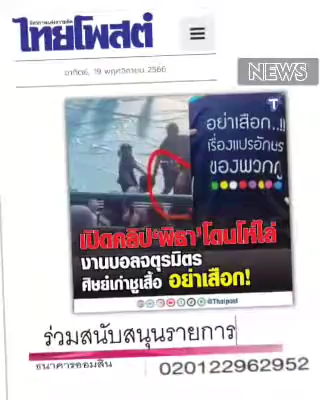 ไทยโพสต์
อาทิตย์, 19 พฤศจิกายน 2566
NEWS
T
อย่าเสือก..!!
เรื่องแปรอักษร
ของพวกกู
เปิดคลิป'พิธา'โดนโห่ไล่
งานบอลจตุรมิตร
ศิษย์เก่าชูเสื้อ อย่าเสือก!
@Thaipost
ร่วมสนับสนุนรายการ
ธนาคารออมสิน
020122962952